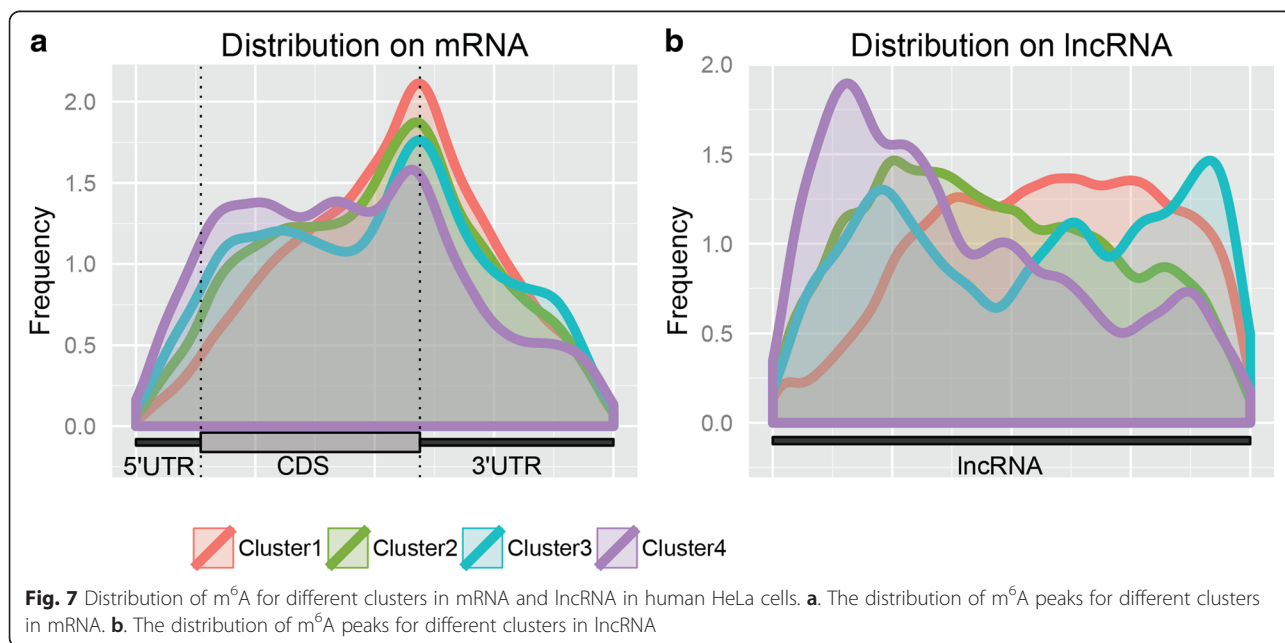 a
Distribution on mRNA
2.0
1.5
1.0
0.5
0.0
Frequency
5'UTR
CDS
3'UTR
b
Distribution on lncRNA
2.0
1.5
1.0
0.5
0.0
Frequency
lncRNA
Cluster1 Cluster2 Cluster3 Cluster4
Fig. 7 Distribution of m⁶A for different clusters in mRNA and lncRNA in human HeLa cells. a. The distribution of m⁶A peaks for different clusters
in mRNA. b. The distribution of m⁶A peaks for different clusters in lncRNA